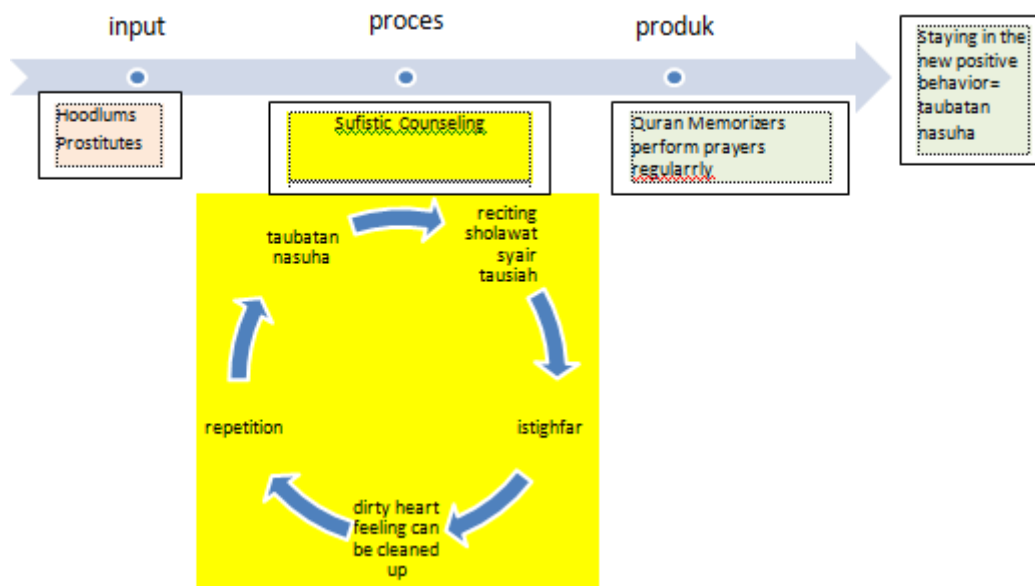 input
proces
produk
Staying in the
new positive
behavior=
taubatan
nasuha
Hoodlums
Prostitutes
Sufistic Counseling
Quran Memorizers
perform prayers
regularrly
taubatan
nasuha
reciting
sholawat
syair
tausiah
istighfar
dirty heart
feeling can
be cleaned
up
repetition